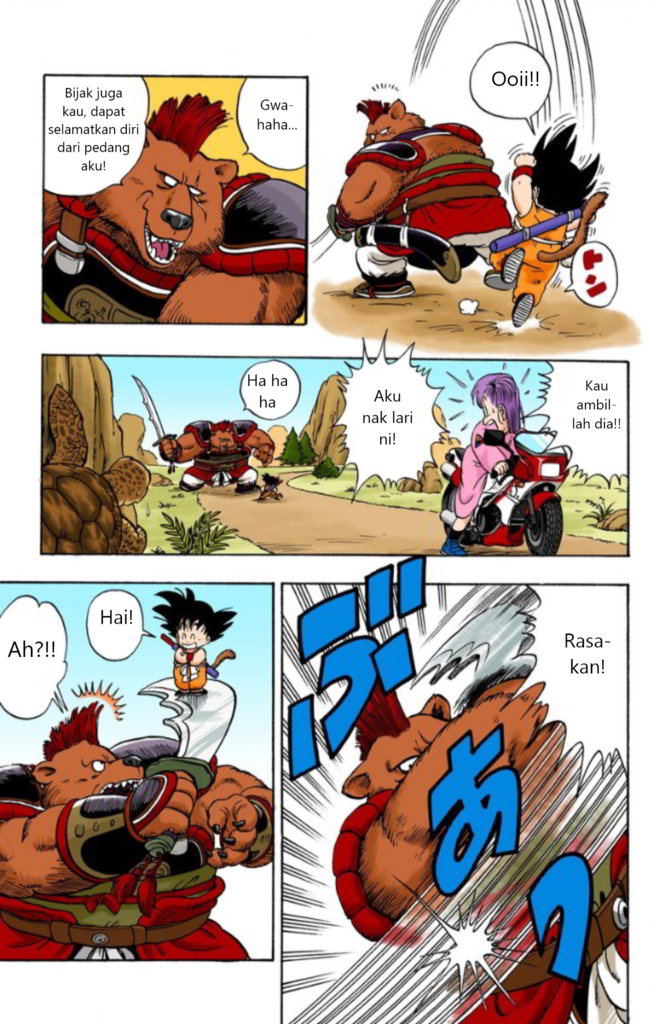 Ooii!!
トン
Gwa-
haha...
Bijak juga
kau, dapat
selamatkan diri
dari pedang
aku!
Kau
ambil-
lah dia!!
Aku
nak lari
ni!
Ha ha
ha
Rasa-
kan!
ぶあっ
Hai!
Ah?!!